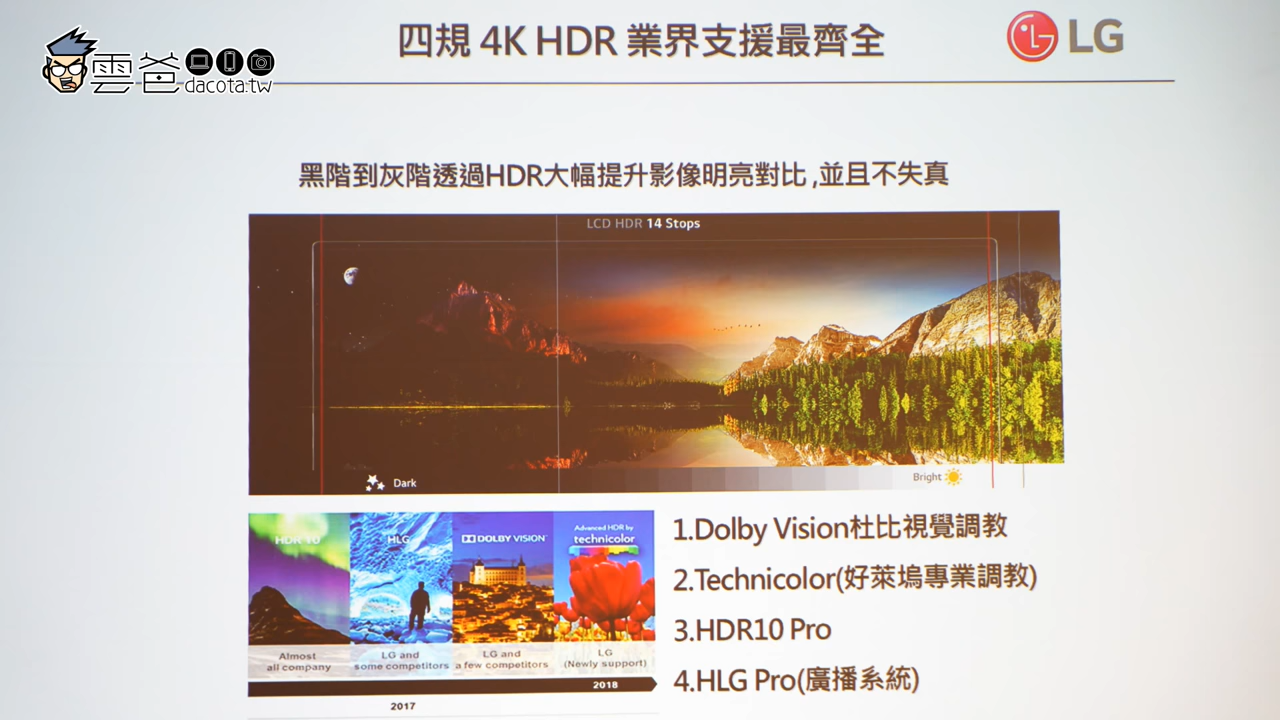 四規 4K HDR 業界支援最齊全
LG
雲爸
dacota.tw
黑階到灰階透過HDR大幅提升影像明亮對比,並且不失真
LCD HDR 14 Stops
Dark
Bright
HDR 10
HLG
DOLBY VISION
Advanced HDR by
technicolor
Almost
all company
LG and
some competitors
LG and
a few competitors
LG
(Newly support)
2018
2017
1.Dolby Vision杜比視覺調教
2.Technicolor(好萊塢專業調教)
3.HDR10 Pro
4.HLG Pro(廣播系統)